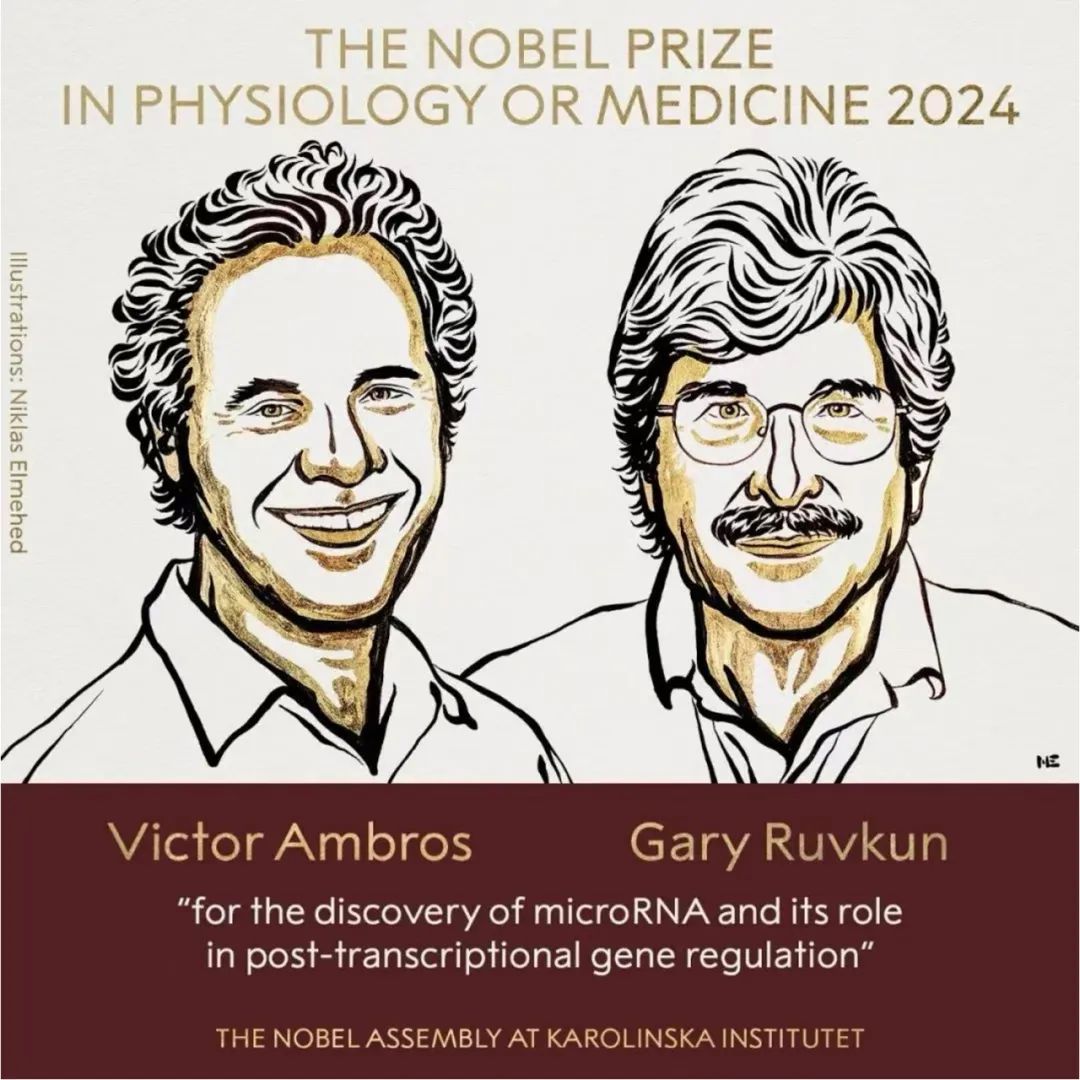 THE NOBEL PRIZE
IN PHYSIOLOGY OR MEDICINE 2024
Illustrations: Niklas Elmehed
NE
Victor Ambros
Gary Ruvkun
“for the discovery of microRNA and its role
in post-transcriptional gene regulation”
THE NOBEL ASSEMBLY AT KAROLINSKA INSTITUTET